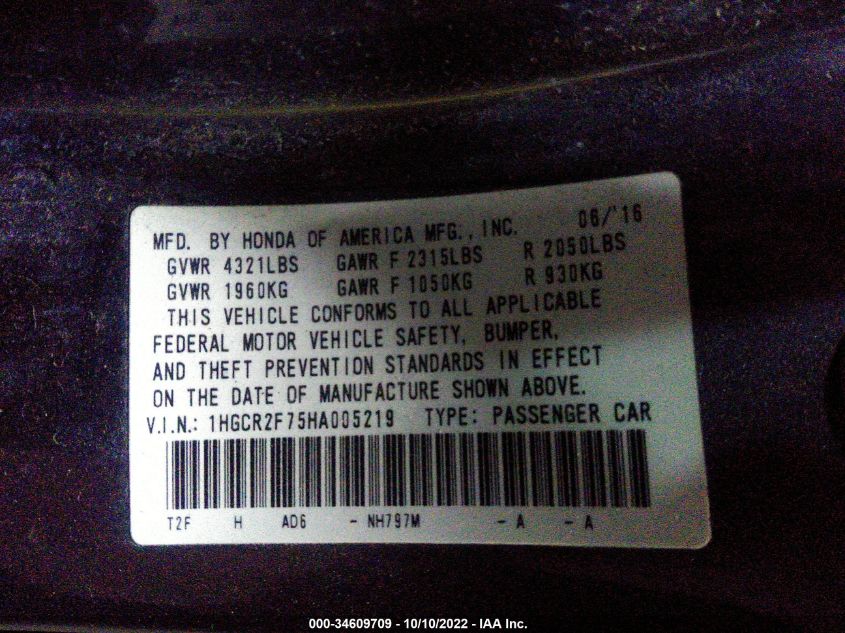 MFD. BY HONDA OF AMERICA MFG., INC. 06/'16
GVWR 4321LBS GAWR F 2315LBS R 2050LBS
GVWR 1960KG GAWR F 1050KG R 930KG
THIS VEHICLE CONFORMS TO ALL APPLICABLE
FEDERAL MOTOR VEHICLE SAFETY, BUMPER,
AND THEFT PREVENTION STANDARDS IN EFFECT
ON THE DATE OF MANUFACTURE SHOWN ABOVE.
V.I.N.: 1HGCR2F75HA005219 TYPE: PASSENGER CAR
T2F H AD6 - NH797M - A - A
000-34609709 - 10/10/2022 - IAA Inc.